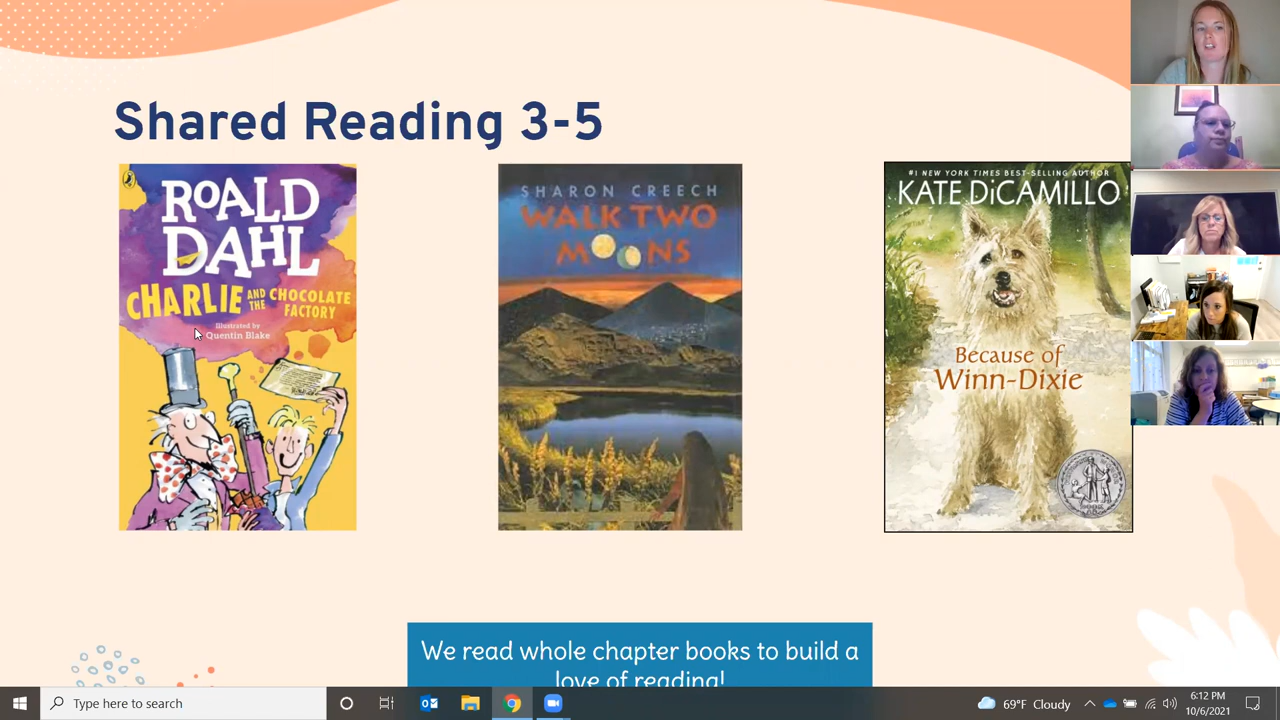 Shared Reading 3-5
ROALD
DAHL
CHARLIE AND THE CHOCOLATE FACTORY
Illustrated by
Quentin Blake
SHARON CREECH
WALK TWO
MOONS
#1 NEW YORK TIMES BEST-SELLING AUTHOR
KATE DiCAMILLO
Because of
Winn-Dixie
We read whole chapter books to build a
love of reading!
Type here to search
69°F Cloudy
6:12 PM
10/6/2021